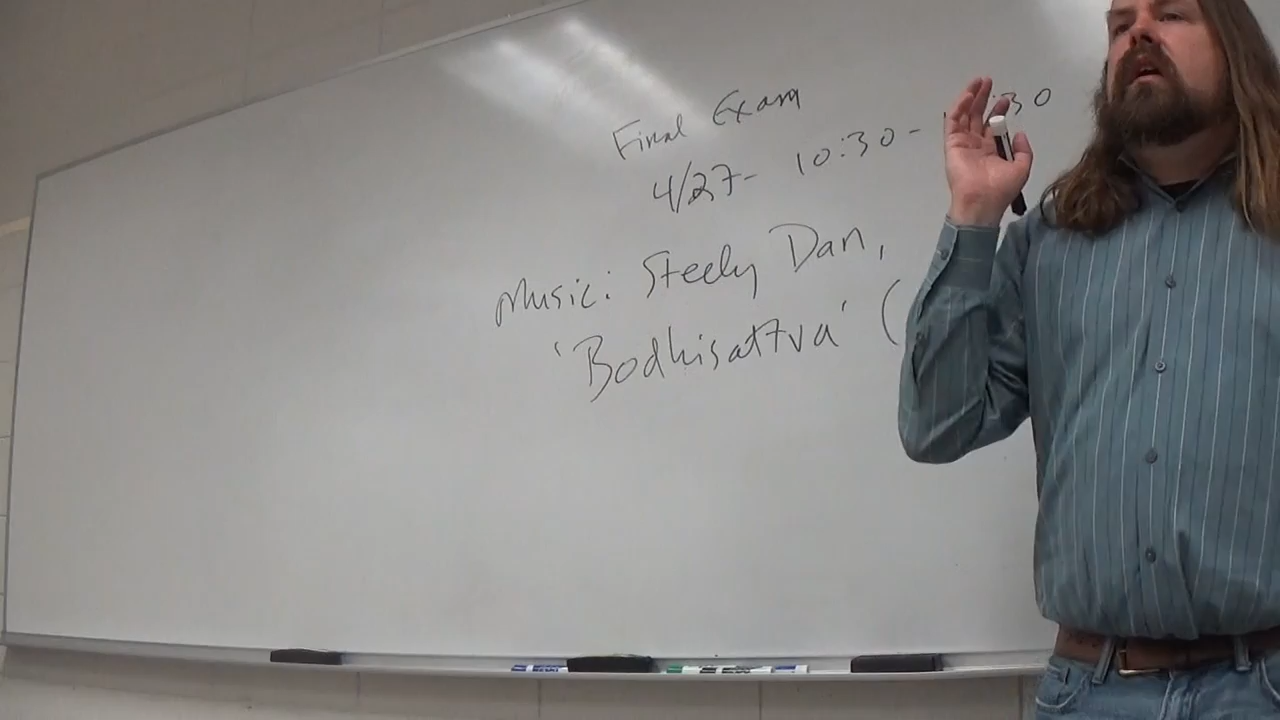 Final Exam
4/27- 10:30- :30
Music: Steely Dan,
'Bodhisattva' (